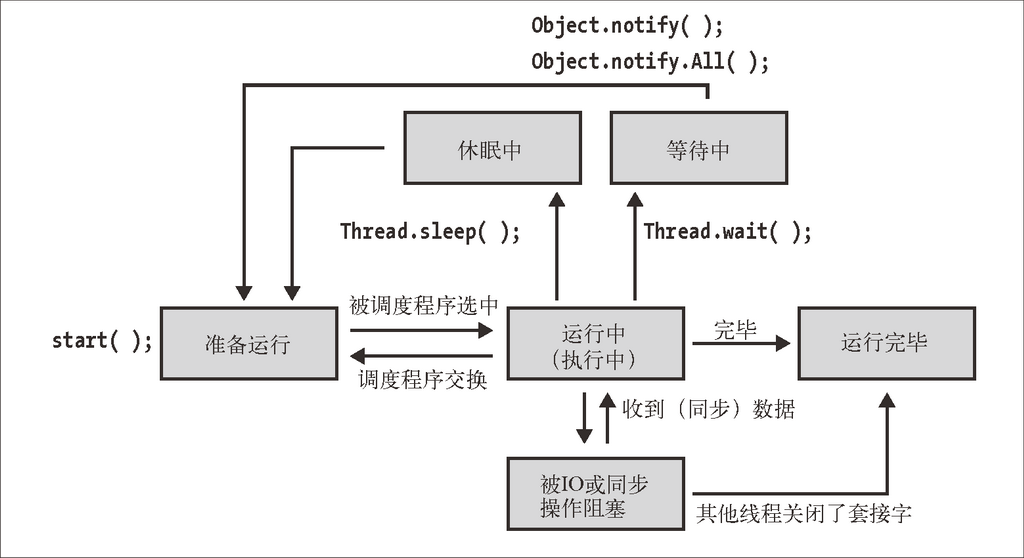 Object.notify( );
Object.notify.All( );
休眠中
等待中
Thread.sleep( );
Thread.wait( );
start( );
准备运行
被调度程序选中
调度程序交换
运行中
（执行中）
完毕
运行完毕
收到（同步）数据
被IO或同步
操作阻塞
其他线程关闭了套接字